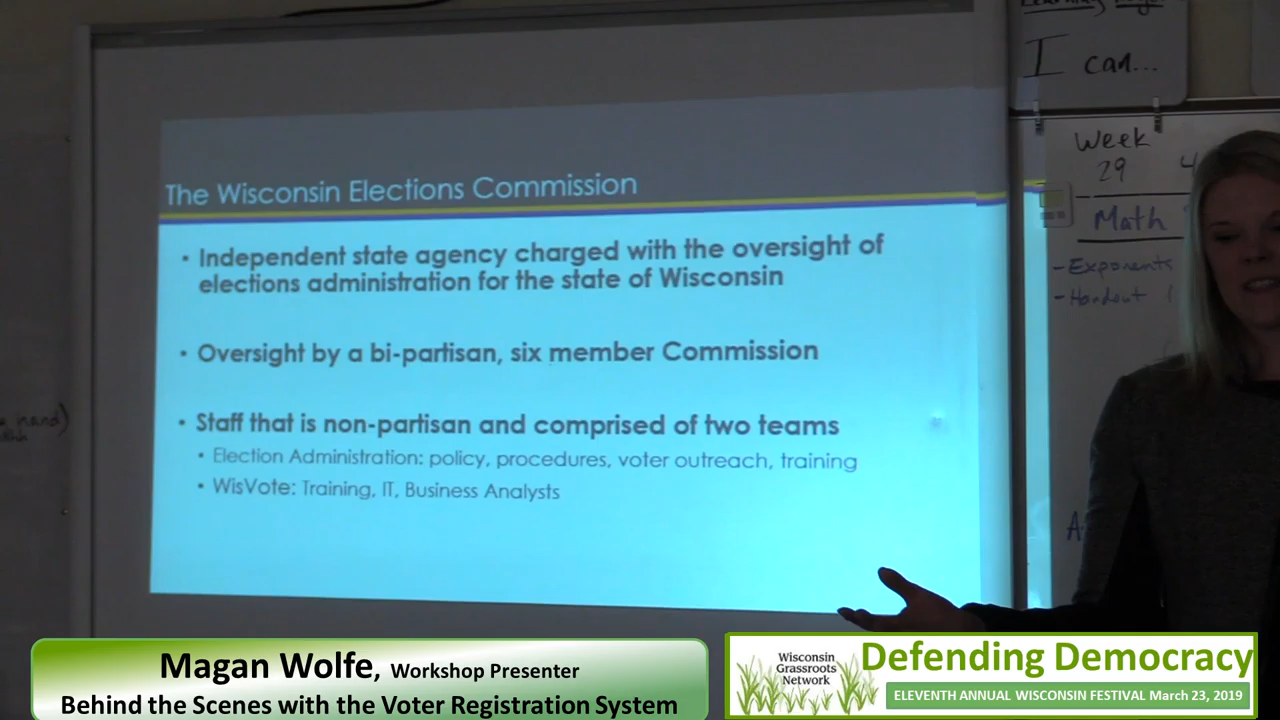 I can...
Week
29 4
Math
- Exponents
- Handout
The Wisconsin Elections Commission
• Independent state agency charged with the oversight of
elections administration for the state of Wisconsin
• Oversight by a bi-partisan, six member Commission
• Staff that is non-partisan and comprised of two teams
• Election Administration: policy, procedures, voter outreach, training
• WisVote: Training, IT, Business Analysts
Magan Wolfe, Workshop Presenter
Behind the Scenes with the Voter Registration System
Wisconsin
Grassroots
Network
Defending Democracy
ELEVENTH ANNUAL WISCONSIN FESTIVAL March 23, 2019